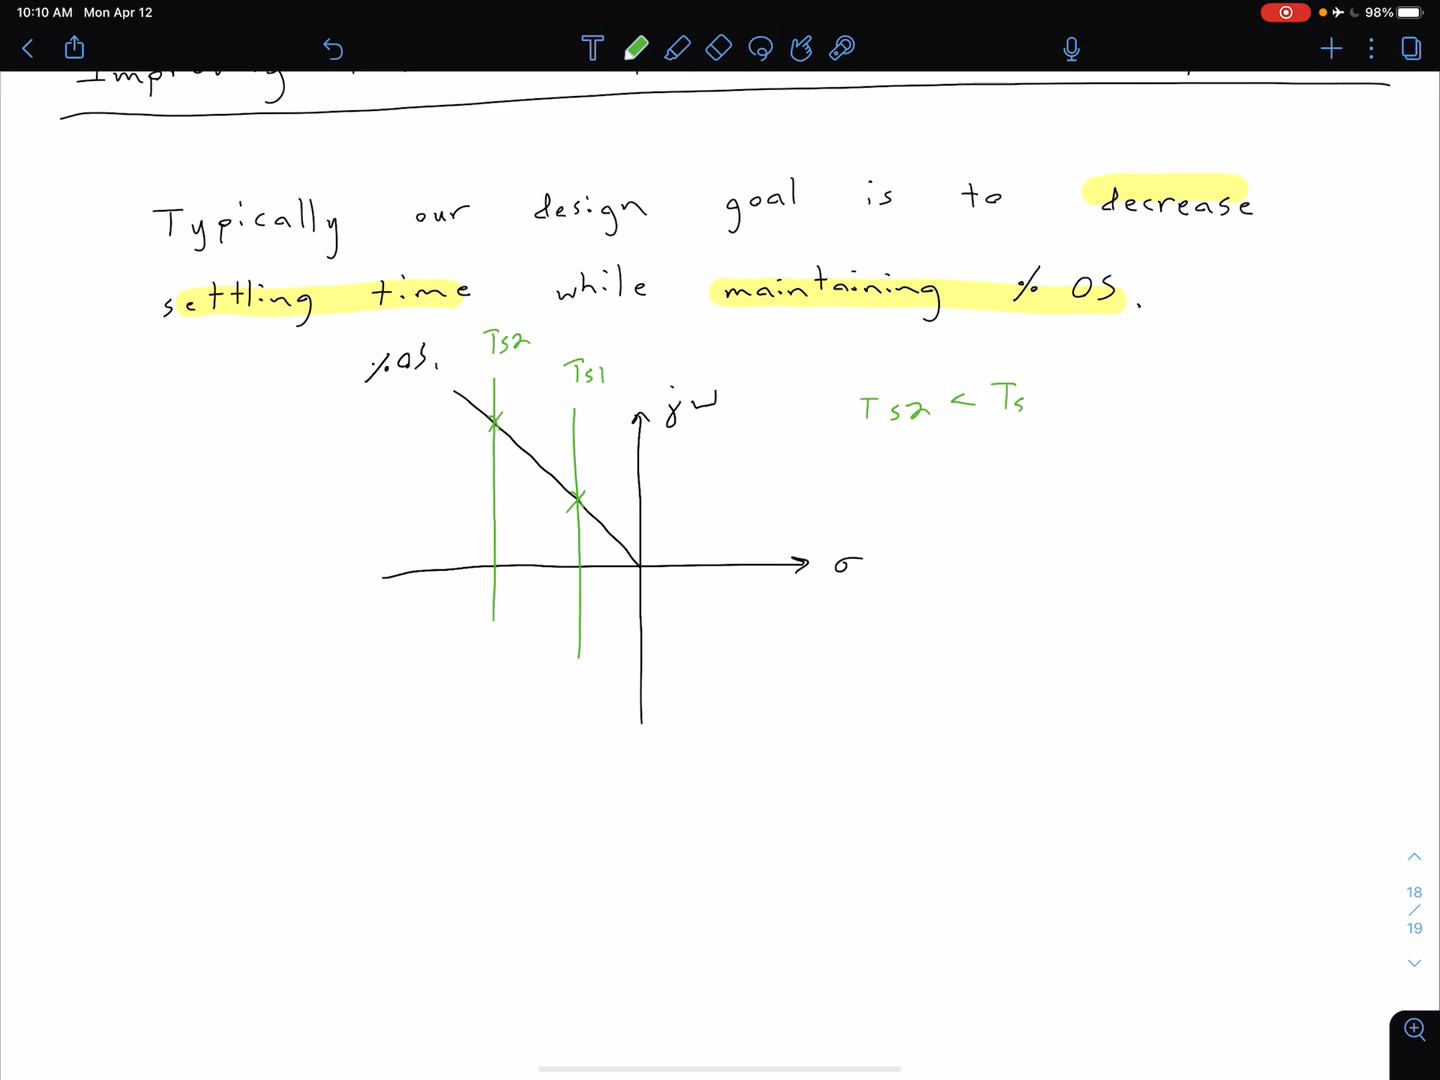 10:10 AM Mon Apr 12
98%
Typically our design goal is to decrease
settling time while maintaining % OS.
%OS.
Ts2
Ts1
jω
Ts2 < Ts
σ
18
/
19